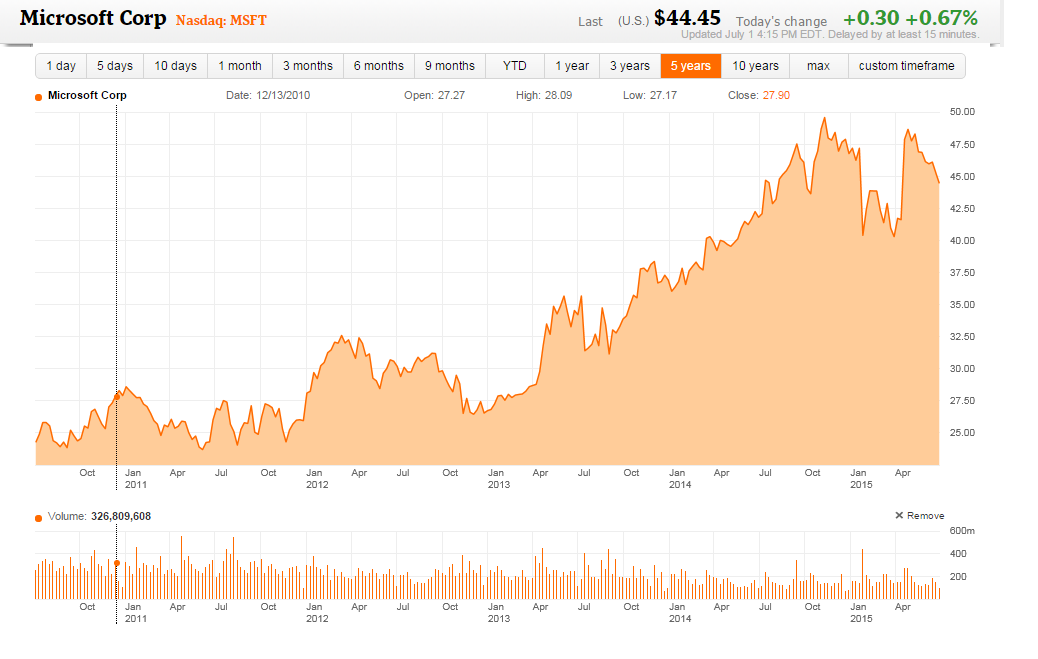 Microsoft Corp Nasdaq: MSFT Last (U.S.) $44.45 Today's change +0.30 +0.67%
Updated July 1 4:15 PM EDT. Delayed by at least 15 minutes.
1 day 5 days 10 days 1 month 3 months 6 months 9 months YTD 1 year 3 years 5 years 10 years max custom timeframe
Microsoft Corp Date: 12/13/2010 Open: 27.27 High: 28.09 Low: 27.17 Close: 27.90
50.00
47.50
45.00
42.50
40.00
37.50
35.00
32.50
30.00
27.50
25.00
Oct Jan Apr Jul Oct Jan Apr Jul Oct Jan Apr Jul Oct Jan Apr Jul Oct Jan Apr
2011 2012 2013 2014 2015
Volume: 326,809,608 ✕ Remove
600m
400
200
Oct Jan Apr Jul Oct Jan Apr Jul Oct Jan Apr Jul Oct Jan Apr Jul Oct Jan Apr
2011 2012 2013 2014 2015